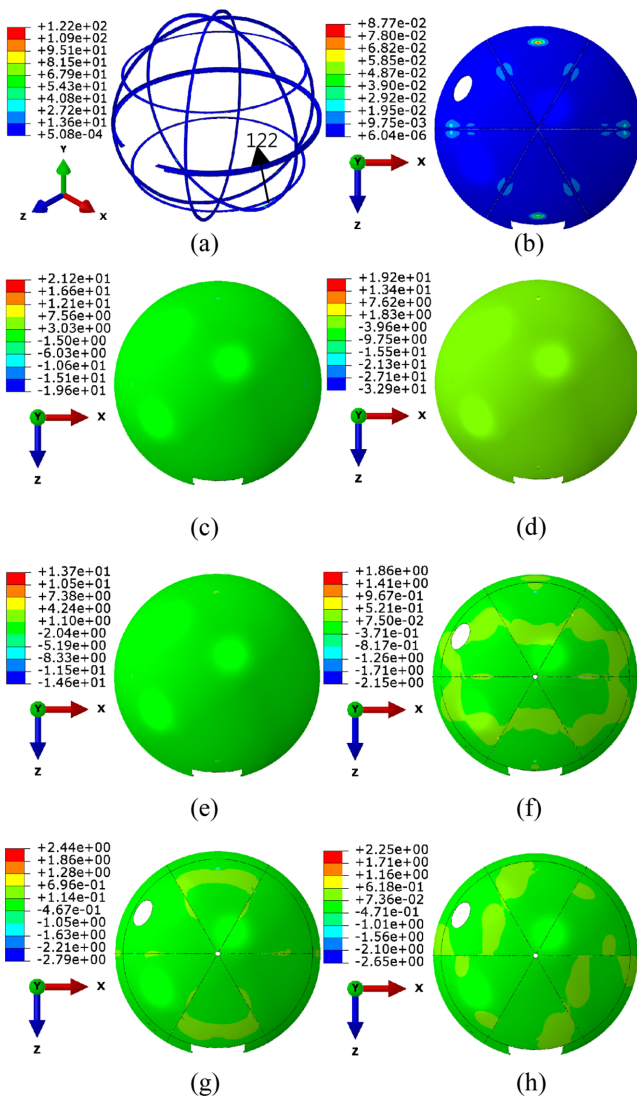 +1.22e+02
+1.09e+02
+9.51e+01
+8.15e+01
+6.79e+01
+5.43e+01
+4.08e+01
+2.72e+01
+1.36e+01
+5.08e-04
Y
Z
X
122
(a)
+8.77e-02
+7.80e-02
+6.82e-02
+5.85e-02
+4.87e-02
+3.90e-02
+2.92e-02
+1.95e-02
+9.75e-03
+6.04e-06
Y
X
Z
(b)
+2.12e+01
+1.66e+01
+1.21e+01
+7.56e+00
+3.03e+00
-1.50e+00
-6.03e+00
-1.06e+01
-1.51e+01
-1.96e+01
Y
X
Z
(c)
+1.92e+01
+1.34e+01
+7.62e+00
+1.83e+00
-3.96e+00
-9.75e+00
-1.55e+01
-2.13e+01
-2.71e+01
-3.29e+01
Y
X
Z
(d)
+1.37e+01
+1.05e+01
+7.38e+00
+4.24e+00
+1.10e+00
-2.04e+00
-5.19e+00
-8.33e+00
-1.15e+01
-1.46e+01
Y
X
Z
(e)
+1.86e+00
+1.41e+00
+9.67e-01
+5.21e-01
+7.50e-02
-3.71e-01
-8.17e-01
-1.26e+00
-1.71e+00
-2.15e+00
Y
X
Z
(f)
+2.44e+00
+1.86e+00
+1.28e+00
+6.96e-01
+1.14e-01
-4.67e-01
-1.05e+00
-1.63e+00
-2.21e+00
-2.79e+00
Y
X
Z
(g)
+2.25e+00
+1.71e+00
+1.16e+00
+6.18e-01
+7.36e-02
-4.71e-01
-1.01e+00
-1.56e+00
-2.10e+00
-2.65e+00
Y
X
Z
(h)